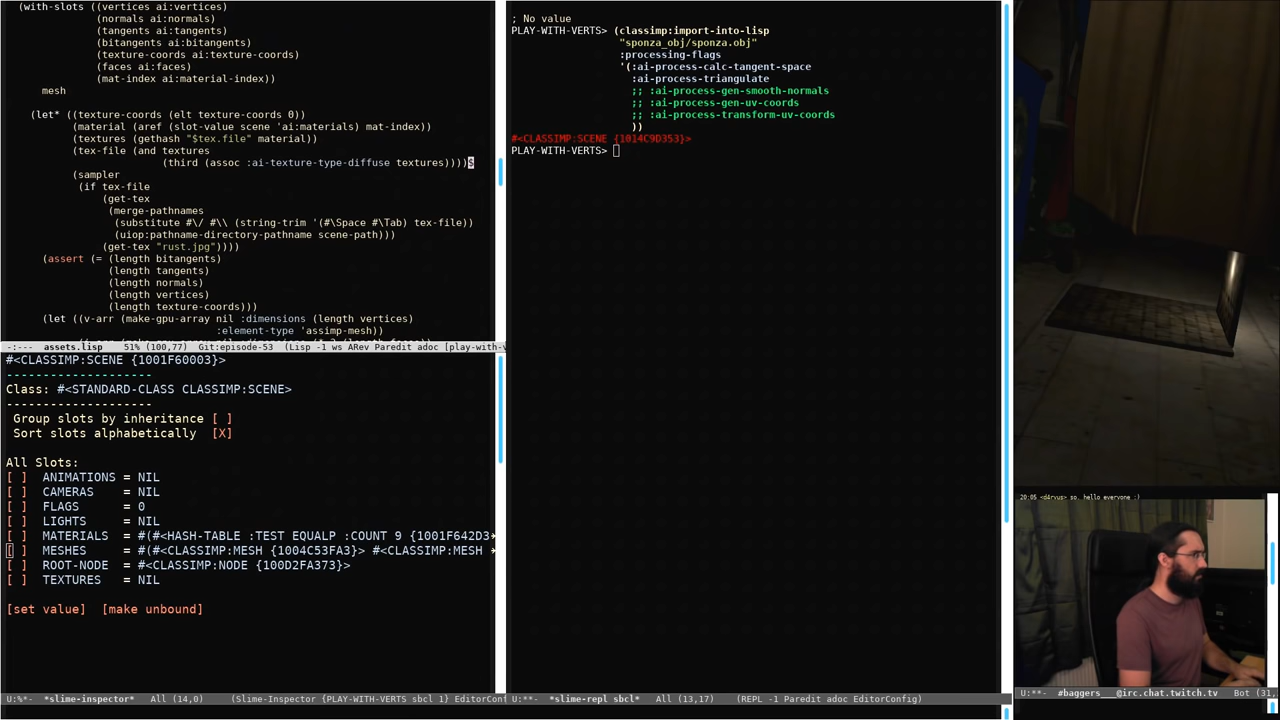 (with-slots ((vertices ai:vertices)
(normals ai:normals)
(tangents ai:tangents)
(bitangents ai:bitangents)
(texture-coords ai:texture-coords)
(faces ai:faces)
(mat-index ai:material-index))
mesh
(let* ((texture-coords (elt texture-coords 0))
(material (aref (slot-value scene 'ai:materials) mat-index))
(textures (gethash "$tex.file" material))
(tex-file (and textures
(third (assoc :ai-texture-type-diffuse textures))))
(sampler
(if tex-file
(get-tex
(merge-pathnames
(substitute #\/ #\\ (string-trim '(#\Space #\Tab) tex-file))
(uiop:pathname-directory-pathname scene-path)))
(get-tex "rust.jpg"))))
(assert (= (length bitangents)
(length tangents)
(length normals)
(length vertices)
(length texture-coords)))
(let ((v-arr (make-gpu-array nil :dimensions (length vertices)
:element-type 'assimp-mesh))
-:--- assets.lisp 51% (100,77) Git:episode-53 (Lisp -1 ws ARev Paredit adoc [play-with-v
#<CLASSIMP:SCENE {1001F60003}>
--------------------
Class: #<STANDARD-CLASS CLASSIMP:SCENE>
--------------------
Group slots by inheritance [ ]
Sort slots alphabetically [X]
All Slots:
[ ] ANIMATIONS = NIL
[ ] CAMERAS = NIL
[ ] FLAGS = 0
[ ] LIGHTS = NIL
[ ] MATERIALS = #(#<HASH-TABLE :TEST EQUALP :COUNT 9 {1001F642D3
[ ] MESHES = #(#<CLASSIMP:MESH {1004C53FA3}> #<CLASSIMP:MESH
[ ] ROOT-NODE = #<CLASSIMP:NODE {100D2FA373}>
[ ] TEXTURES = NIL
[set value] [make unbound]
U:%*- *slime-inspector* All (14,0) (Slime-Inspector {PLAY-WITH-VERTS sbcl 1} EditorCon
; No value
PLAY-WITH-VERTS> (classimp:import-into-lisp
"sponza_obj/sponza.obj"
:processing-flags
'(:ai-process-calc-tangent-space
:ai-process-triangulate
;; :ai-process-gen-smooth-normals
;; :ai-process-gen-uv-coords
;; :ai-process-transform-uv-coords
))
#<CLASSIMP:SCENE {1014C9D353}>
PLAY-WITH-VERTS>
U:**- *slime-repl sbcl* All (13,17) (REPL -1 Paredit adoc EditorConfig)
20:05 <d4ryus> so, hello everyone :)
U:**- #baggers___@irc.chat.twitch.tv Bot (31,